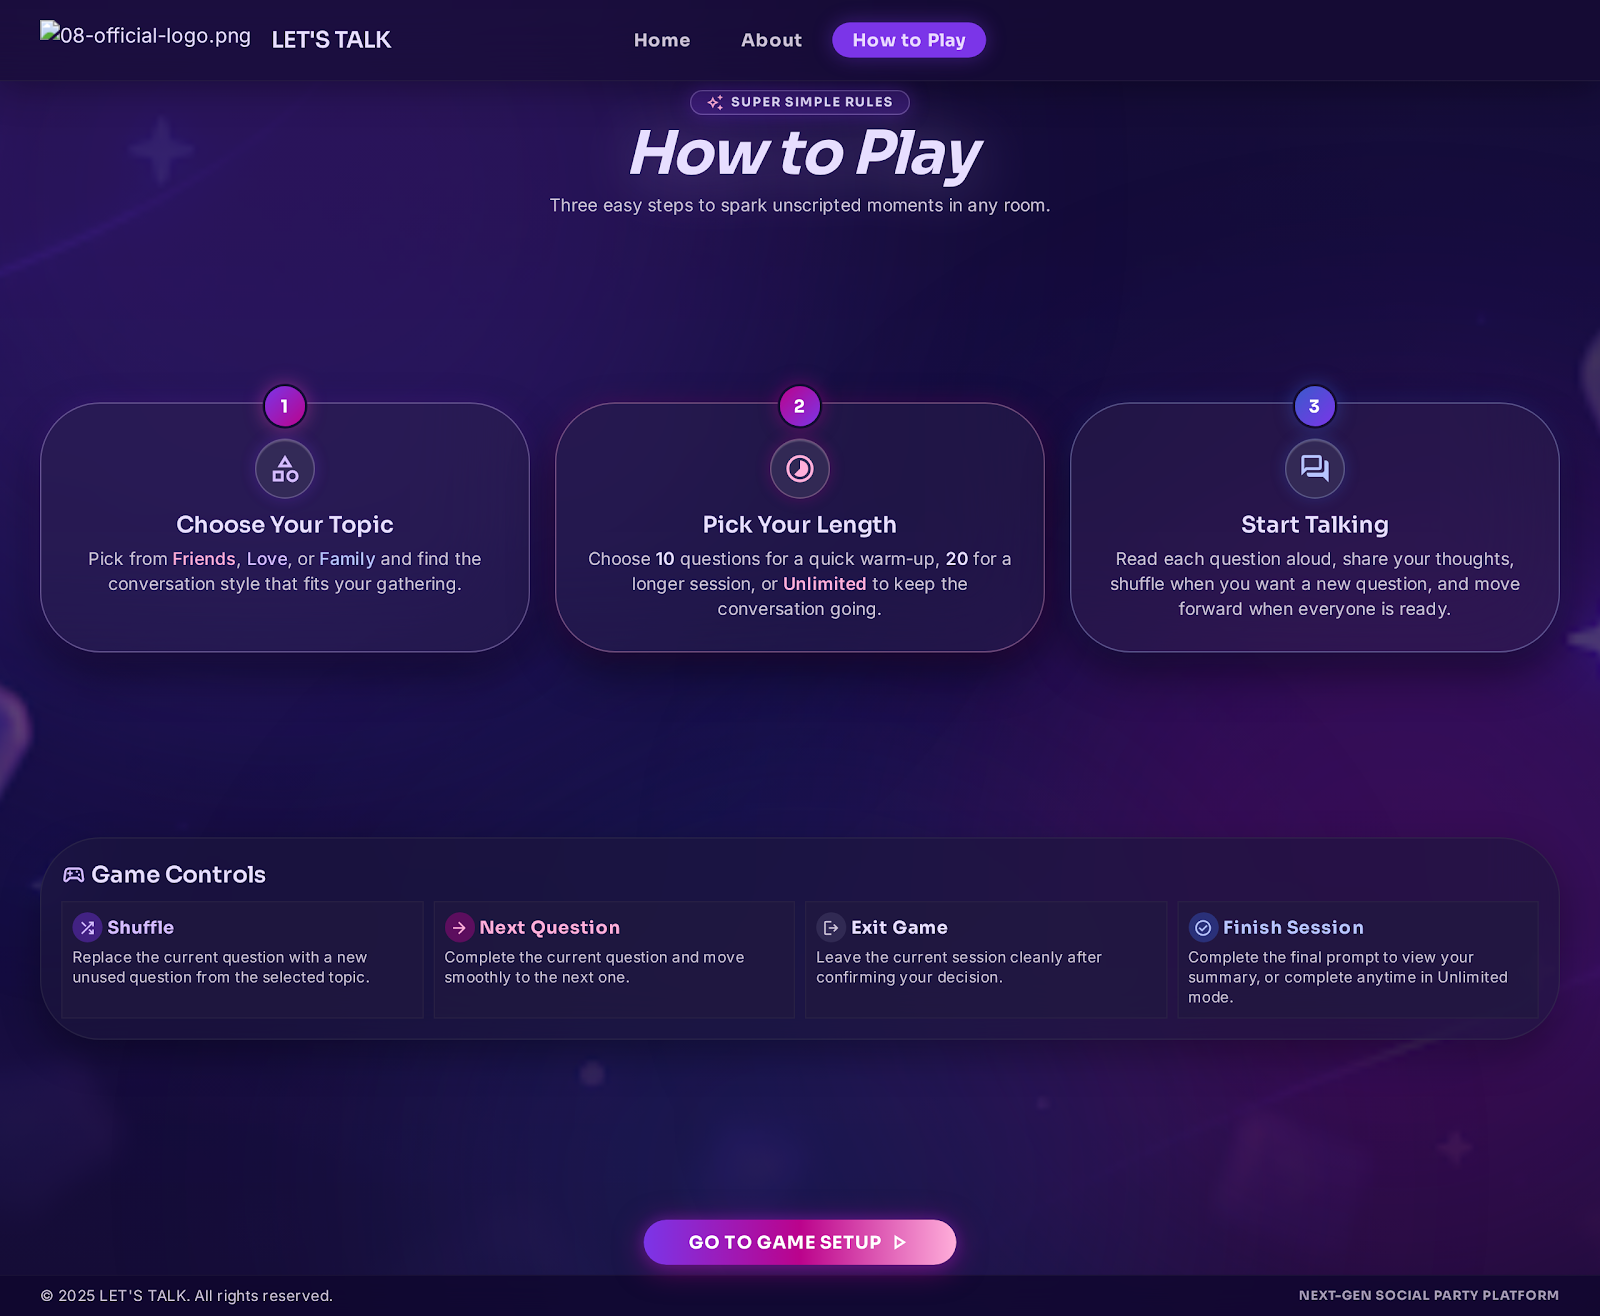 08-official-logo.png LET'S TALK
Home About How to Play
SUPER SIMPLE RULES
How to Play
Three easy steps to spark unscripted moments in any room.
1
Choose Your Topic
Pick from Friends, Love, or Family and find the
conversation style that fits your gathering.
2
Pick Your Length
Choose 10 questions for a quick warm-up, 20 for a
longer session, or Unlimited to keep the
conversation going.
3
Start Talking
Read each question aloud, share your thoughts,
shuffle when you want a new question, and move
forward when everyone is ready.
Game Controls
Shuffle
Replace the current question with a new
unused question from the selected topic.
Next Question
Complete the current question and move
smoothly to the next one.
Exit Game
Leave the current session cleanly after
confirming your decision.
Finish Session
Complete the final prompt to view your
summary, or complete anytime in Unlimited
mode.
GO TO GAME SETUP
© 2025 LET'S TALK. All rights reserved.
NEXT-GEN SOCIAL PARTY PLATFORM